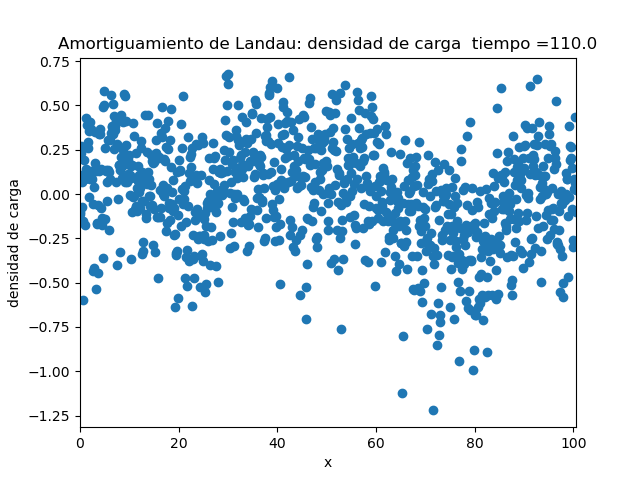 Amortiguamiento de Landau: densidad de carga  tiempo =110.0
0.75
0.50
0.25
0.00
−0.25
−0.50
−0.75
−1.00
−1.25
densidad de carga
0 20 40 60 80 100
x